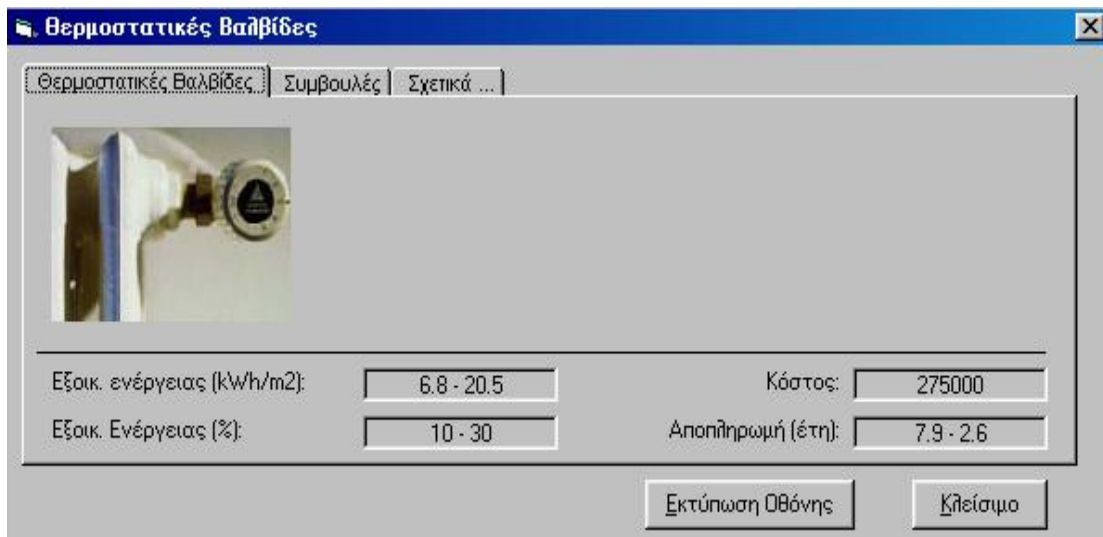 Θερμοστατικές Βαλβίδες
Θερμοστατικές Βαλβίδες Συμβουλές Σχετικά ...
Εξοικ. ενέργειας (kWh/m2): 6.8 - 20.5 Κόστος: 275000
Εξοικ. Ενέργειας (%): 10 - 30 Αποπληρωμή (έτη): 7.9 - 2.6
Εκτύπωση Οθόνης Κλείσιμο